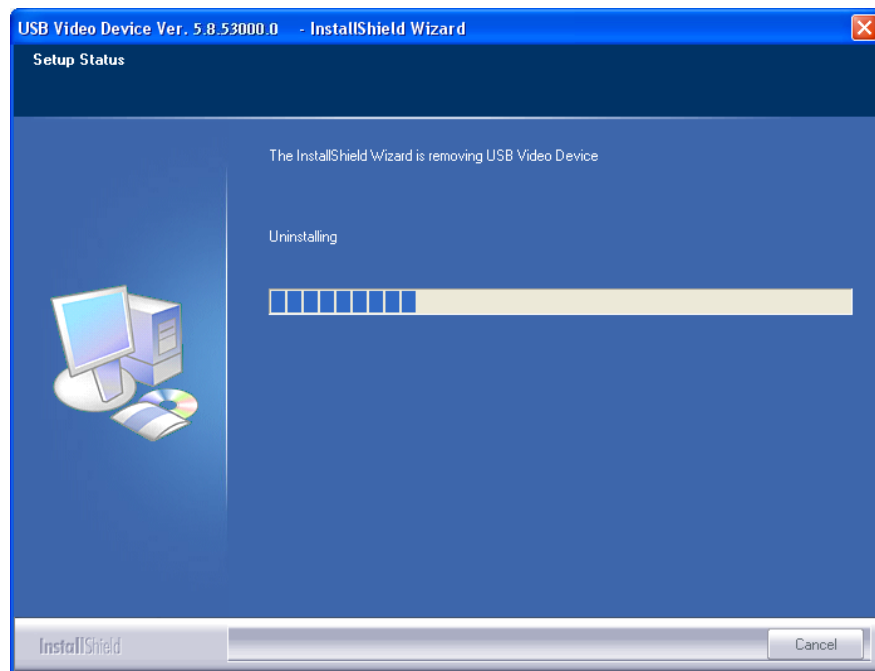 USB Video Device Ver. 5.8.53000.0 - InstallShield Wizard
Setup Status
The InstallShield Wizard is removing USB Video Device
Uninstalling
InstallShield
Cancel